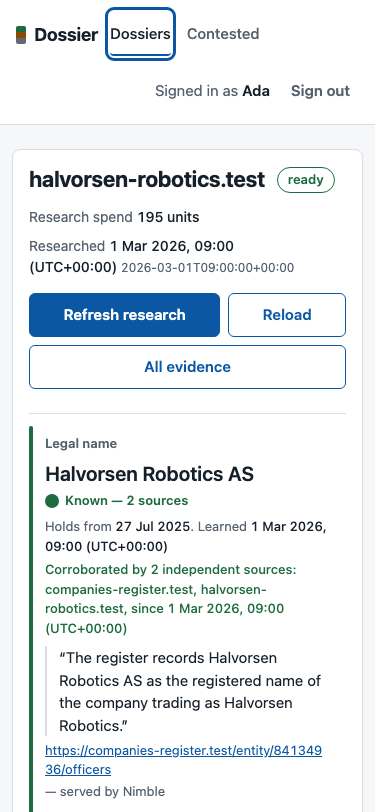 Dossier Dossiers Contested
Signed in as Ada Sign out
halvorsen-robotics.test ready
Research spend 195 units
Researched 1 Mar 2026, 09:00
(UTC+00:00) 2026-03-01T09:00:00+00:00
Refresh research Reload
All evidence
Legal name
Halvorsen Robotics AS
Known — 2 sources
Holds from 27 Jul 2025. Learned 1 Mar 2026,
09:00 (UTC+00:00)
Corroborated by 2 independent sources:
companies-register.test, halvorsen-
robotics.test, since 1 Mar 2026, 09:00
(UTC+00:00)
“The register records Halvorsen
Robotics AS as the registered name of
the company trading as Halvorsen
Robotics.”
https://companies-register.test/entity/841349
36/officers
— served by Nimble